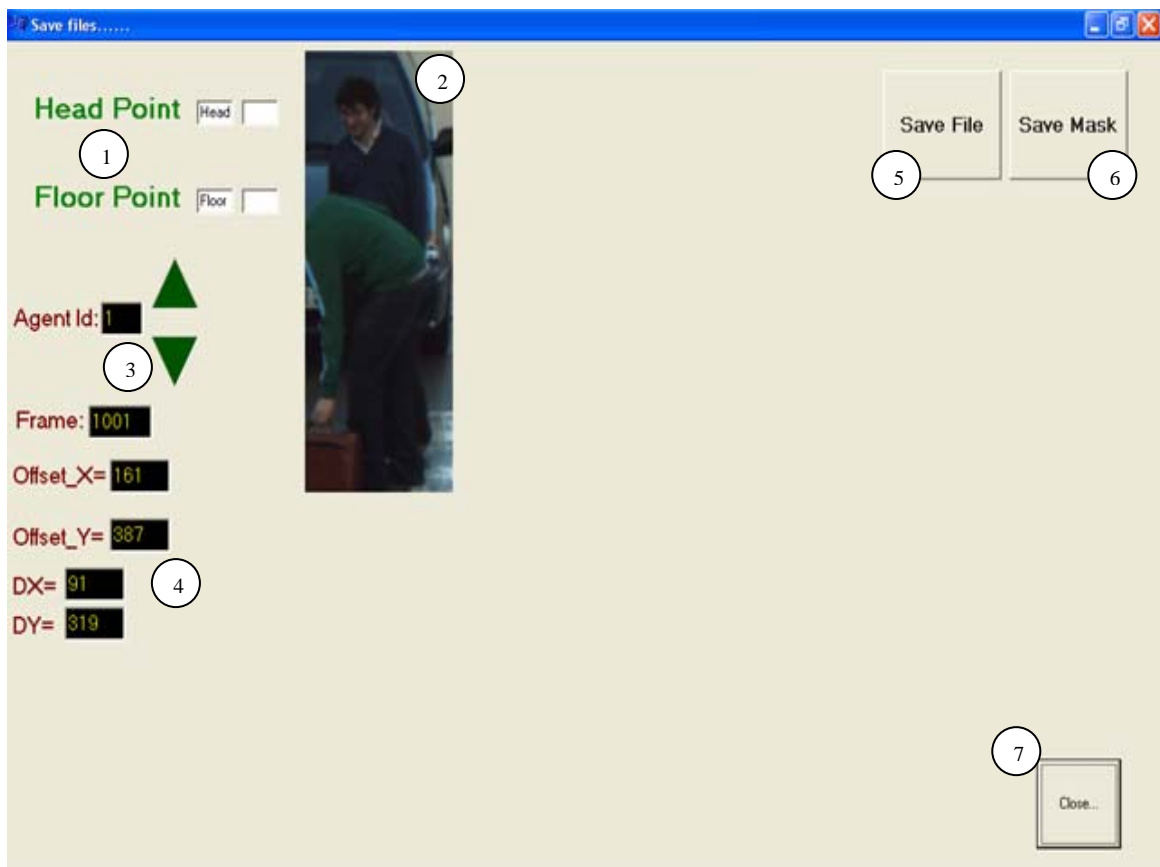 Save files......
Head Point Head
1
Floor Point Floor
2
Save File
Save Mask
5
6
Agent Id: 1
3
Frame: 1001
Offset_X= 161
Offset_Y= 387
DX= 91
4
DY= 319
7
Close...